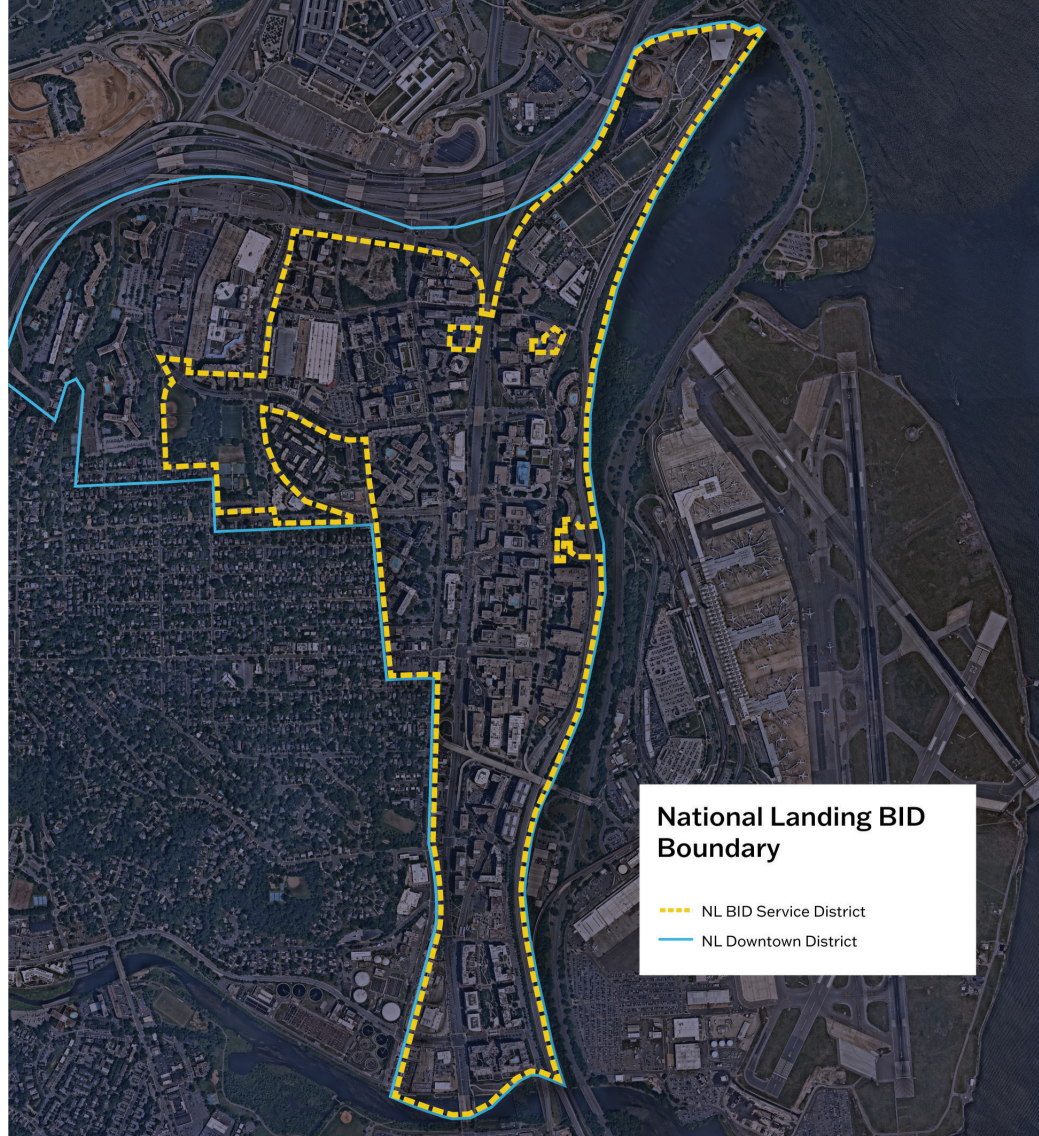 National Landing BID
Boundary
NL BID Service District
NL Downtown District